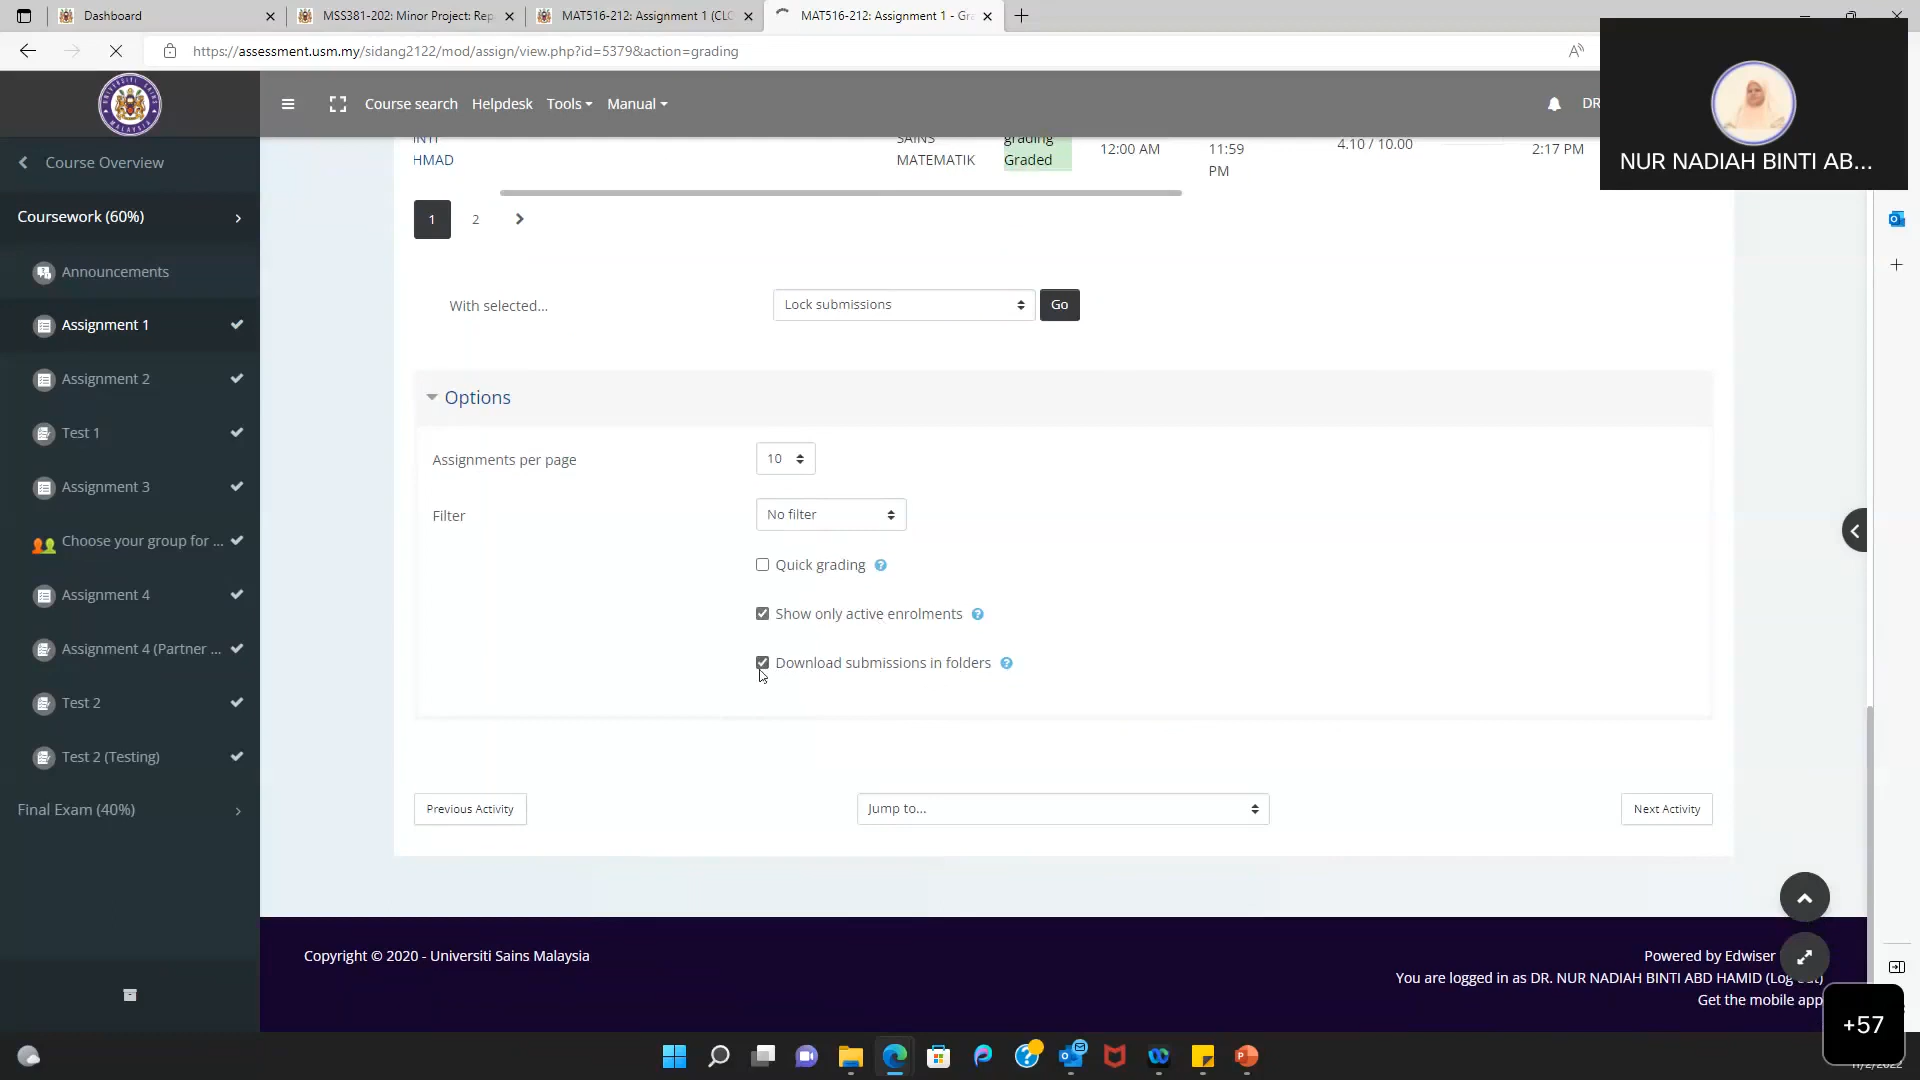 Dashboard
MSS381-202: Minor Project: Rep
MAT516-212: Assignment 1 (CLO
MAT516-212: Assignment 1 - Gra
https://assessment.usm.my/sidang2122/mod/assign/view.php?id=5379&action=grading
Course search
Helpdesk
Tools
Manual
DR
NUR NADIAH BINTI AB...
Course Overview
Coursework (60%)
Announcements
Assignment 1
Assignment 2
Test 1
Assignment 3
Choose your group for ...
Assignment 4
Assignment 4 (Partner ...
Test 2
Test 2 (Testing)
Final Exam (40%)
HMAD
SAINS
MATEMATIK
grading
Graded
12:00 AM
11:59
PM
4.10 / 10.00
2:17 PM
1
2
With selected...
Lock submissions
Go
Options
Assignments per page
10
Filter
No filter
Quick grading
Show only active enrolments
Download submissions in folders
Previous Activity
Jump to...
Next Activity
Copyright © 2020 - Universiti Sains Malaysia
Powered by Edwiser
You are logged in as DR. NUR NADIAH BINTI ABD HAMID (Log
Get the mobile app
+57